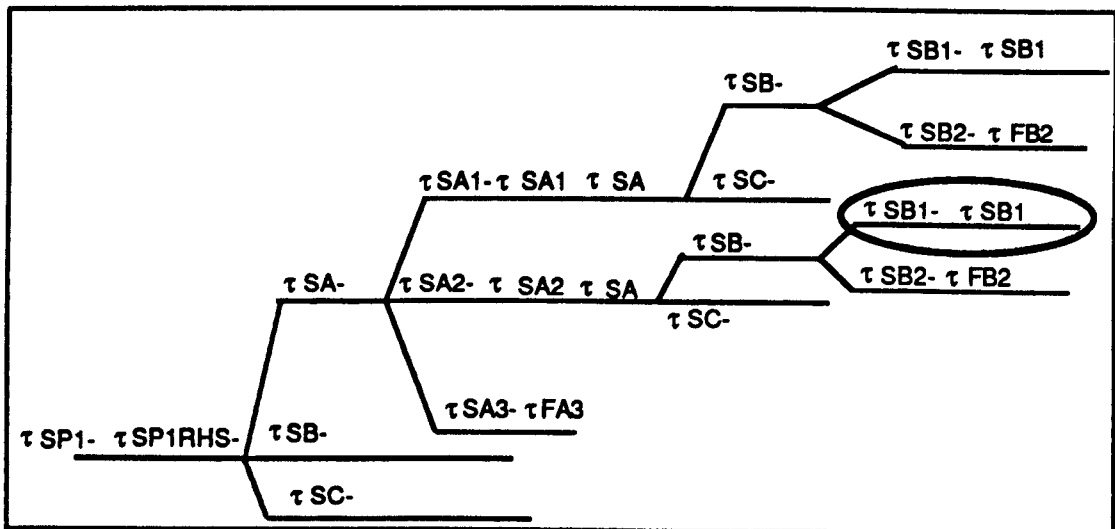 τ SB1- τ SB1
τ SB-
τ SB2- τ FB2
τ SA1- τ SA1 τ SA
τ SC-
τ SB1- τ SB1
τ SB-
τ SA-
τ SA2- τ SA2 τ SA
τ SB2- τ FB2
τ SC-
τ SA3- τ FA3
τ SP1- τ SP1RHS-
τ SB-
τ SC-